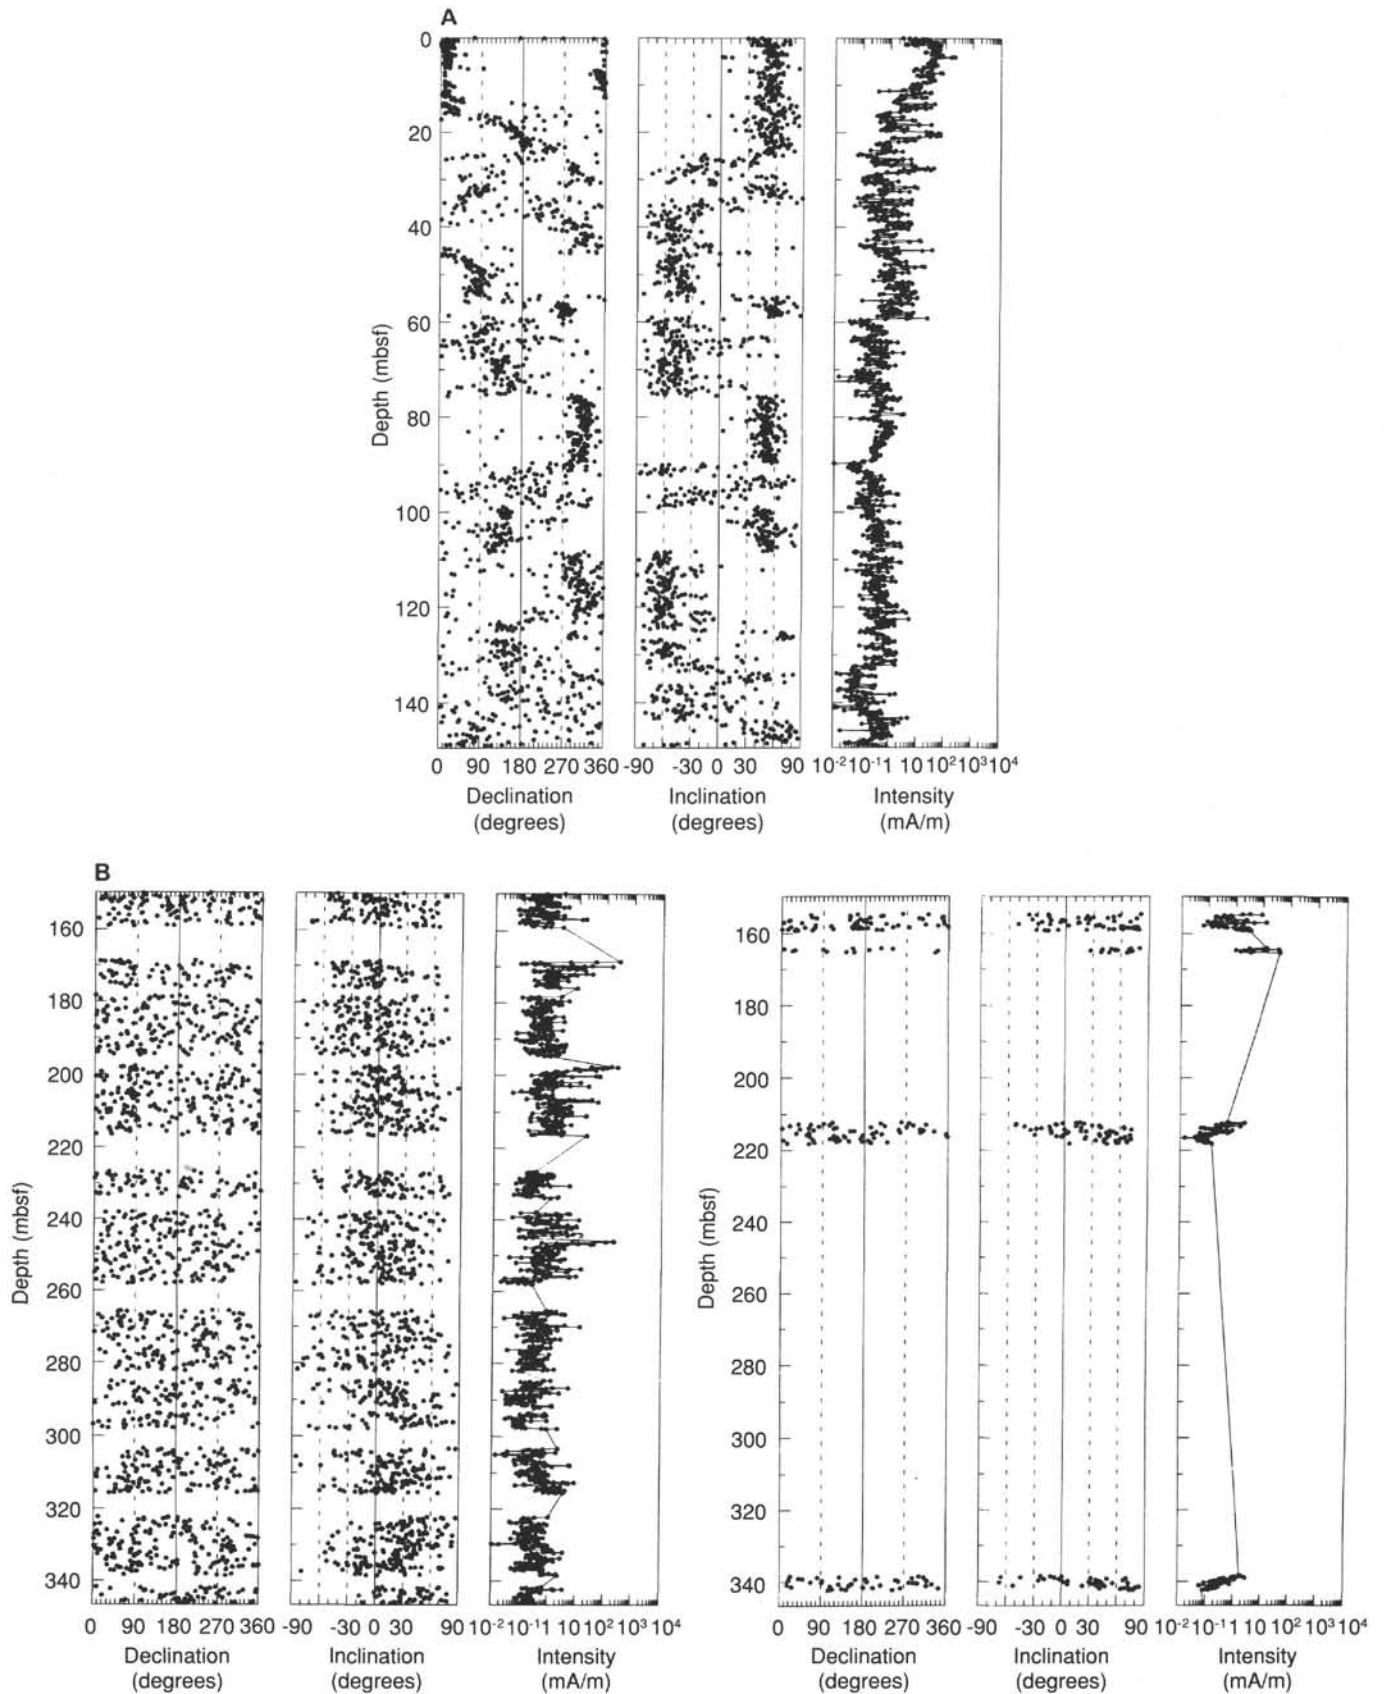 A
0
20
40
60
80
100
120
140
Depth (mbsf)
0 90 180 270 360 -90 -30 0 30 90 10-2 10-1 1 10 102 103 104
Declination (degrees) Inclination (degrees) Intensity (mA/m)
B
160
180
200
220
240
260
280
300
320
340
Depth (mbsf)
0 90 180 270 360 -90 -30 0 30 90 10-2 10-1 1 10 102 103 104
Declination (degrees) Inclination (degrees) Intensity (mA/m)
160
180
200
220
240
260
280
300
320
340
Depth (mbsf)
0 90 180 270 360 -90 -30 0 30 90 10-2 10-1 1 10 102 103 104
Declination (degrees) Inclination (degrees) Intensity (mA/m)